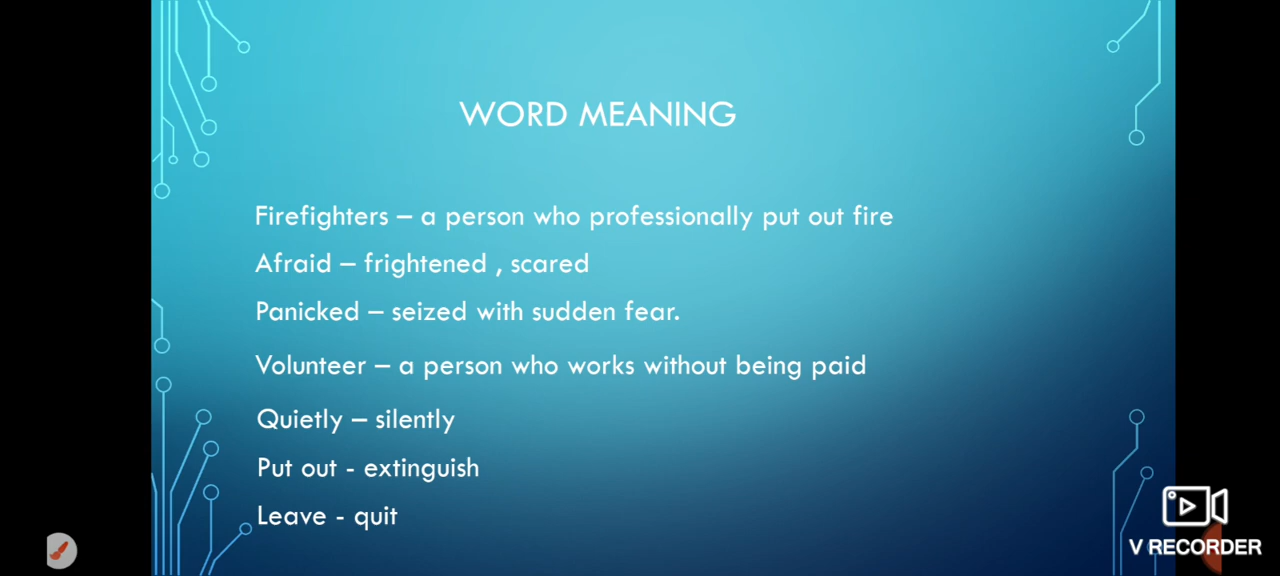 WORD MEANING
Firefighters – a person who professionally put out fire
Afraid – frightened , scared
Panicked – seized with sudden fear.
Volunteer – a person who works without being paid
Quietly – silently
Put out - extinguish
Leave - quit
V RECORDER